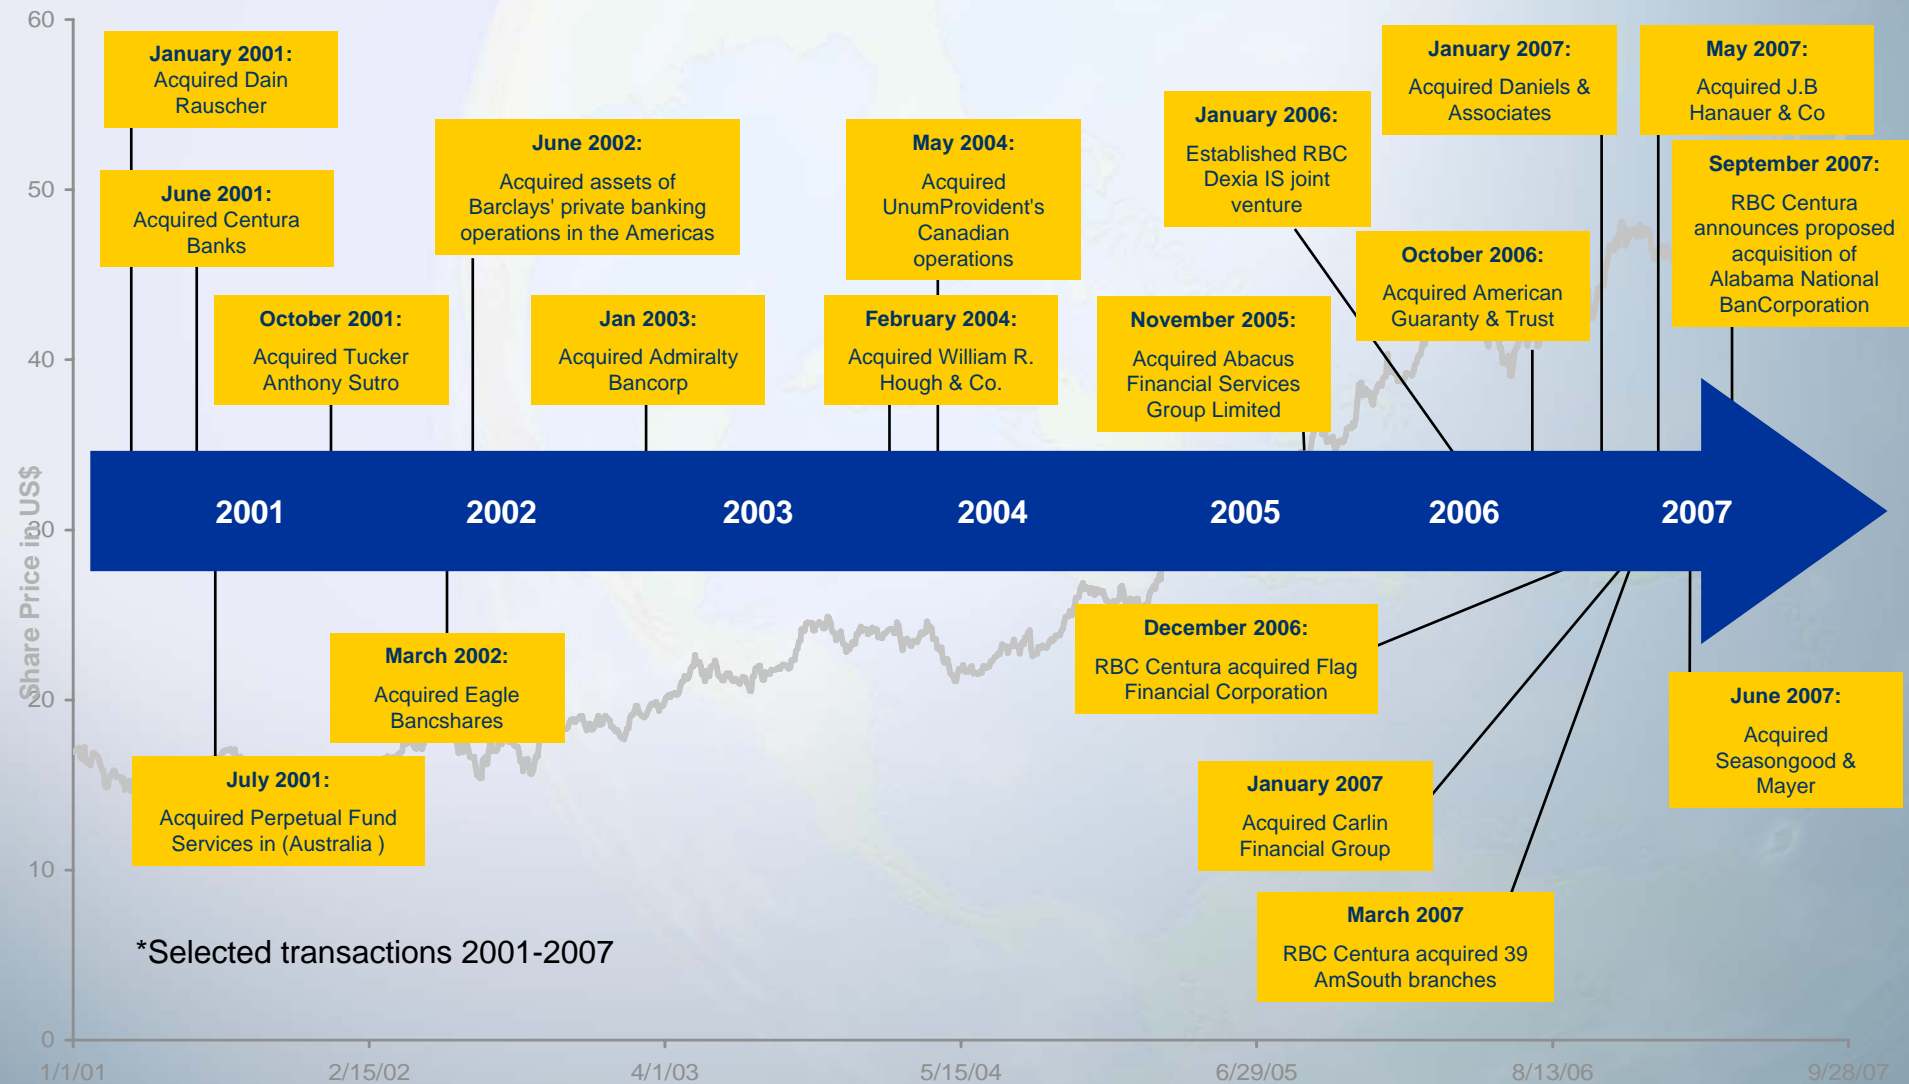 60
50
40
30
20
10
0
Share Price in US$
January 2001:
Acquired Dain
Rauscher
June 2001:
Acquired Centura
Banks
October 2001:
Acquired Tucker
Anthony Sutro
June 2002:
Acquired assets of
Barclays' private banking
operations in the Americas
Jan 2003:
Acquired Admiralty
Bancorp
May 2004:
Acquired
UnumProvident's
Canadian
operations
February 2004:
Acquired William R.
Hough & Co.
January 2006:
Established RBC
Dexia IS joint
venture
November 2005:
Acquired Abacus
Financial Services
Group Limited
October 2006:
Acquired American
Guaranty & Trust
January 2007:
Acquired Daniels &
Associates
May 2007:
Acquired J.B
Hanauer & Co
September 2007:
RBC Centura
announces proposed
acquisition of
Alabama National
BanCorporation
2001 2002 2003 2004 2005 2006 2007
March 2002:
Acquired Eagle
Bancshares
July 2001:
Acquired Perpetual Fund
Services in (Australia )
December 2006:
RBC Centura acquired Flag
Financial Corporation
January 2007
Acquired Carlin
Financial Group
March 2007
RBC Centura acquired 39
AmSouth branches
June 2007:
Acquired
Seasongood &
Mayer
*Selected transactions 2001-2007
1/1/01 2/15/02 4/1/03 5/15/04 6/29/05 8/13/06 9/28/07